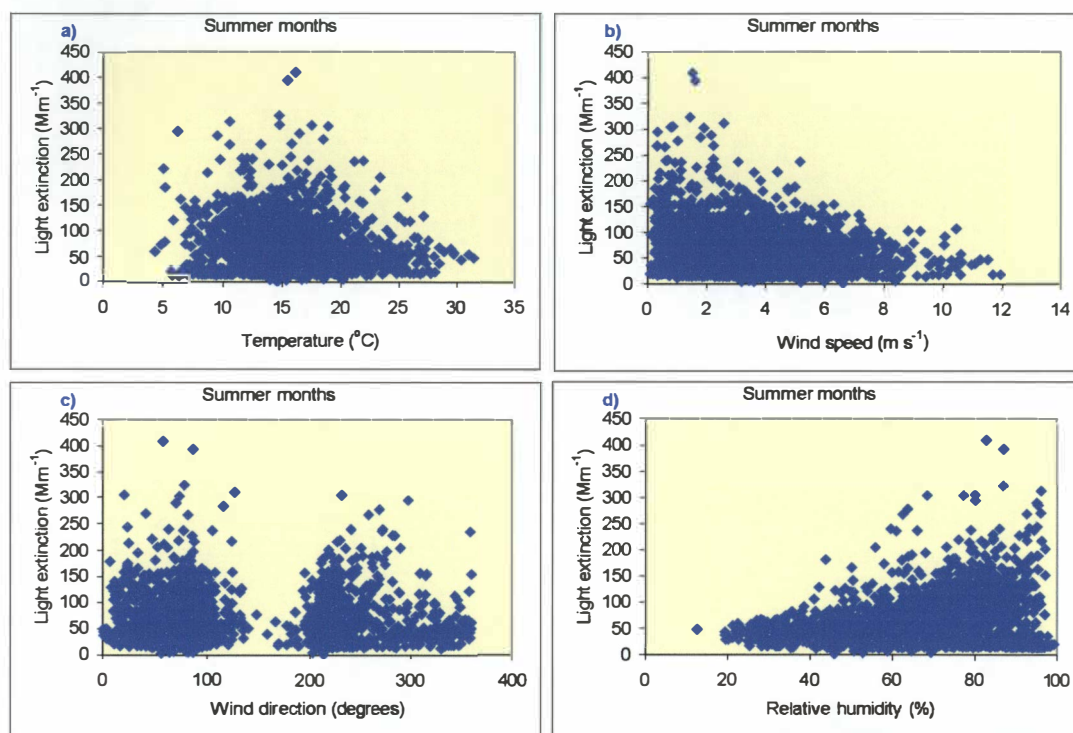 a)
Summer months
Light extinction (Mm⁻¹)
450
400
350
300
250
200
150
100
50
0
0 5 10 15 20 25 30 35
Temperature (°C)
b)
Summer months
Light extinction (Mm⁻¹)
450
400
350
300
250
200
150
100
50
0
0 2 4 6 8 10 12 14
Wind speed (m s⁻¹)
c)
Summer months
Light extinction (Mm⁻¹)
450
400
350
300
250
200
150
100
50
0
0 100 200 300 400
Wind direction (degrees)
d)
Summer months
Light extinction (Mm⁻¹)
450
400
350
300
250
200
150
100
50
0
0 20 40 60 80 100
Relative humidity (%)